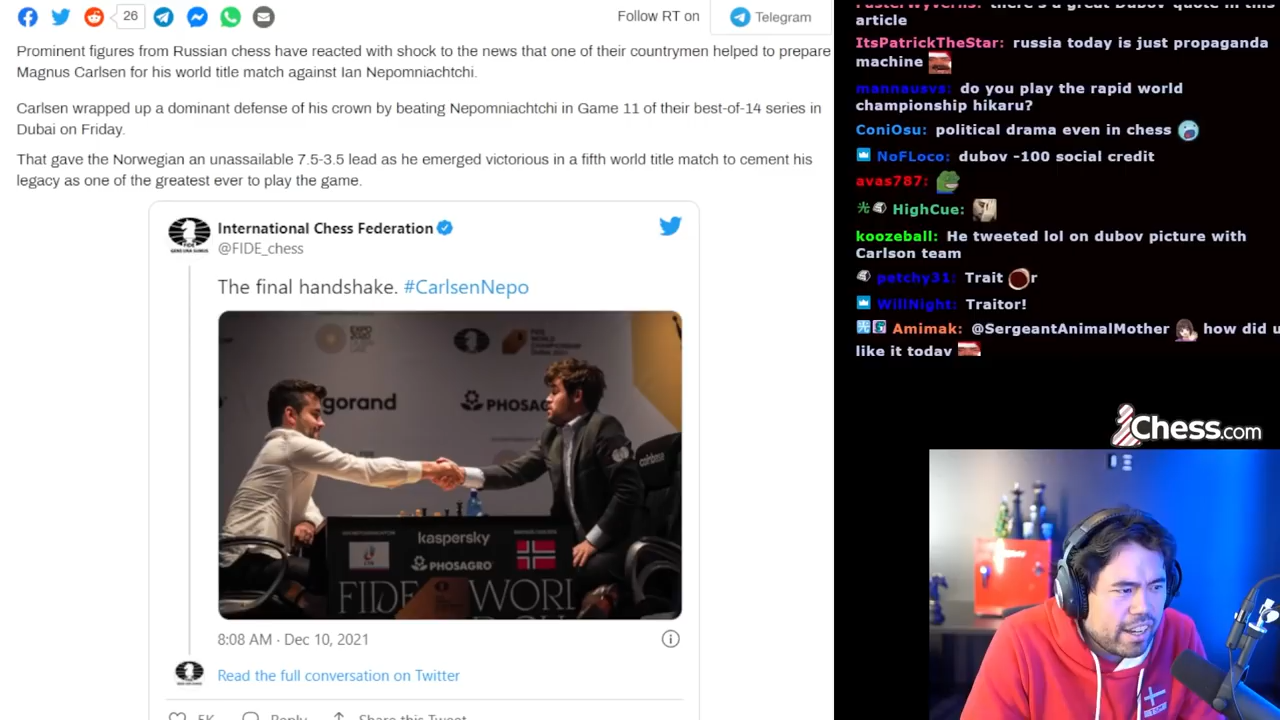 26
Follow RT on
Telegram
Prominent figures from Russian chess have reacted with shock to the news that one of their countrymen helped to prepare
Magnus Carlsen for his world title match against Ian Nepomniachtchi.
Carlsen wrapped up a dominant defense of his crown by beating Nepomniachtchi in Game 11 of their best-of-14 series in
Dubai on Friday.
That gave the Norwegian an unassailable 7.5-3.5 lead as he emerged victorious in a fifth world title match to cement his
legacy as one of the greatest ever to play the game.
International Chess Federation
@FIDE_chess
The final handshake. #CarlsenNepo
gorand
PHOSAG
coinbase
kaspersky
PHOSAGRO
FIDE WORL
8:08 AM · Dec 10, 2021
Read the full conversation on Twitter
5K
Reply
Share this Tweet
FasterWyverns: there's a great Dubov quote in this
article
ItsPatrickTheStar: russia today is just propaganda
machine
mannausvs: do you play the rapid world
championship hikaru?
ConiOsu: political drama even in chess
NoFLoco: dubov -100 social credit
avas787:
HighCue:
koozeball: He tweeted lol on dubov picture with
Carlson team
petchy31: Trait r
WillNight: Traitor!
Amimak: @SergeantAnimalMother how did u
like it today
Chess.com